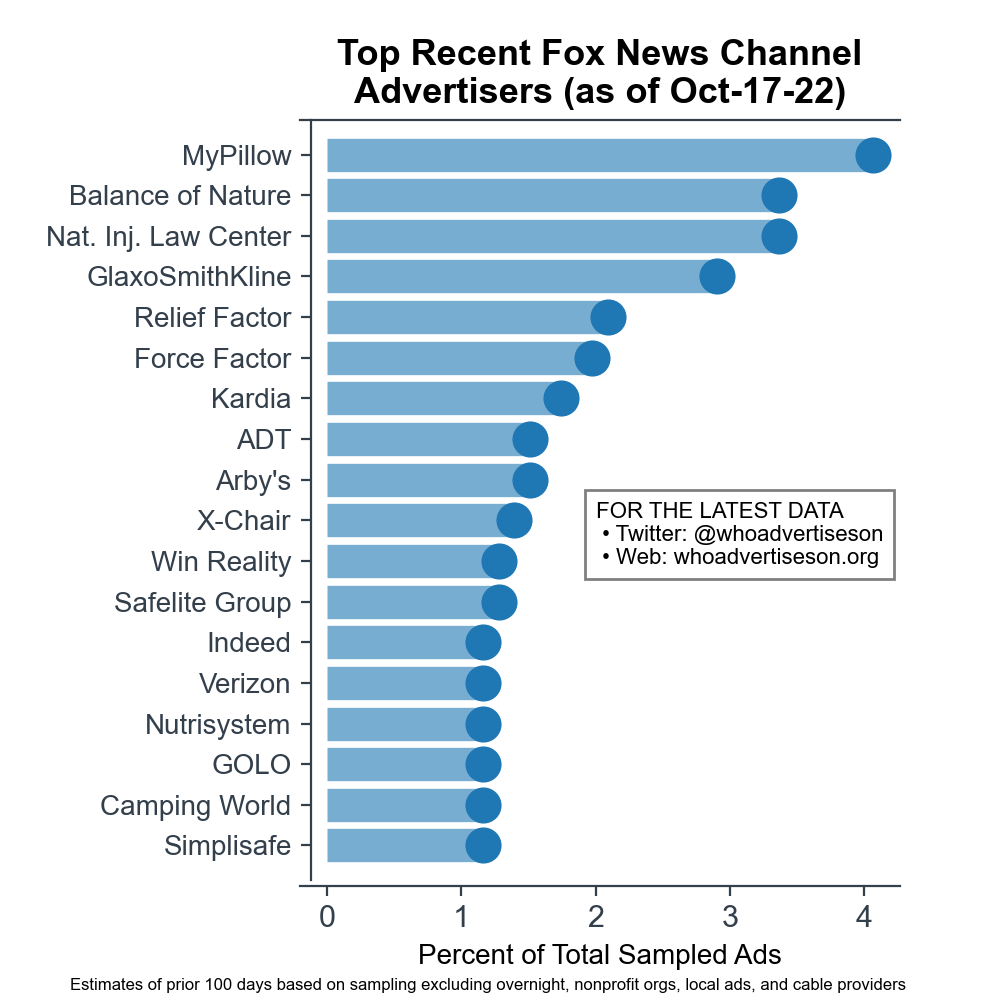 Top Recent Fox News Channel
Advertisers (as of Oct-17-22)
MyPillow
Balance of Nature
Nat. Inj. Law Center
GlaxoSmithKline
Relief Factor
Force Factor
Kardia
ADT
Arby's
X-Chair
Win Reality
Safelite Group
Indeed
Verizon
Nutrisystem
GOLO
Camping World
Simplisafe
FOR THE LATEST DATA
• Twitter: @whoadvertiseson
• Web: whoadvertiseson.org
0 1 2 3 4
Percent of Total Sampled Ads
Estimates of prior 100 days based on sampling excluding overnight, nonprofit orgs, local ads, and cable providers